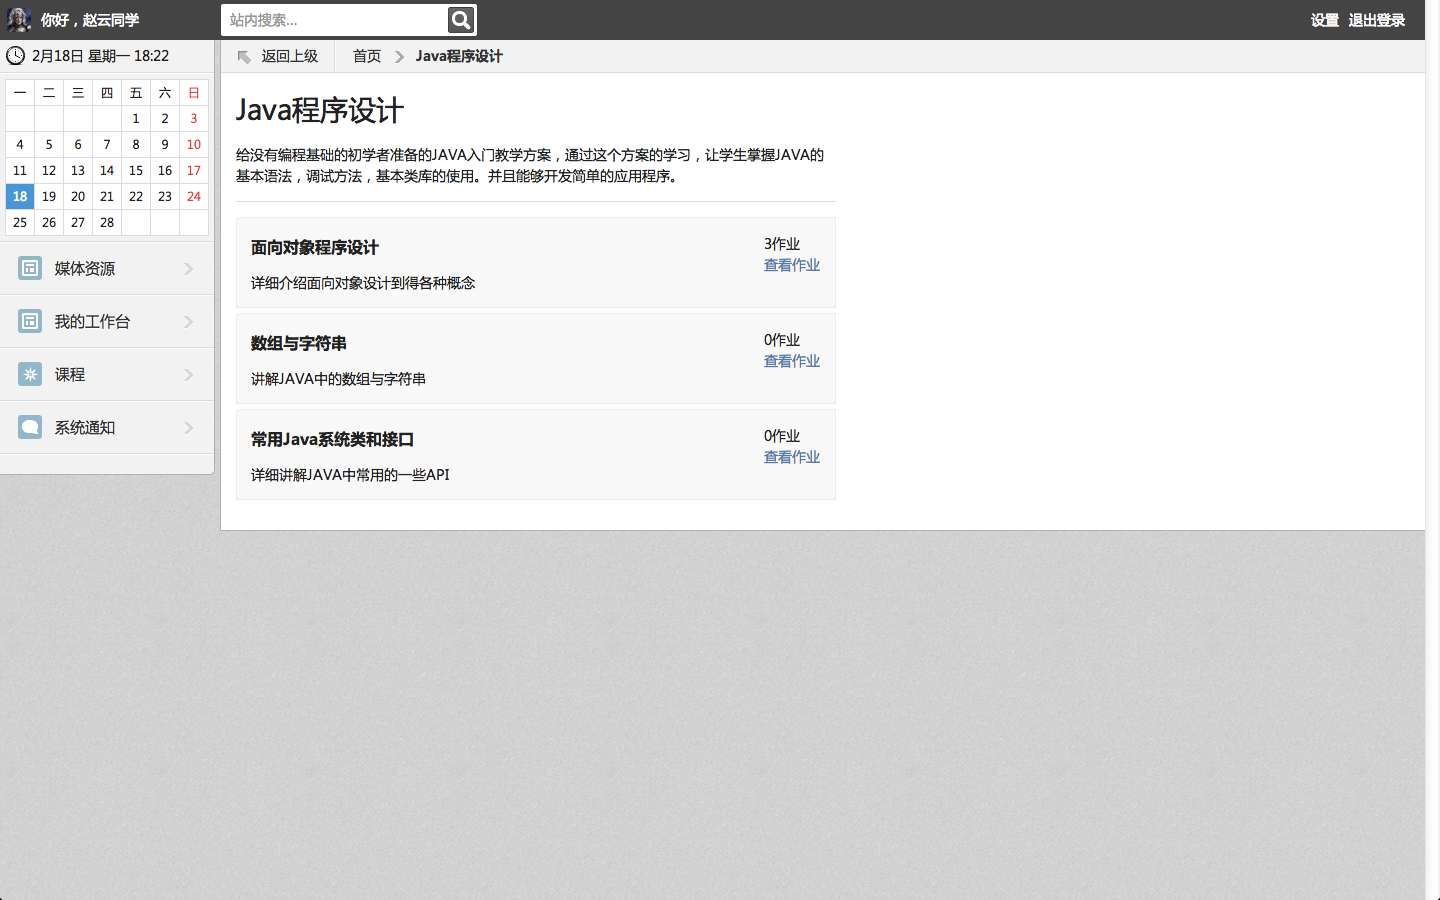 你好，赵云同学
站内搜索...
设置 退出登录
2月18日 星期一 18:22
返回上级 首页 Java程序设计
一 二 三 四 五 六 日
1 2 3
4 5 6 7 8 9 10
11 12 13 14 15 16 17
18 19 20 21 22 23 24
25 26 27 28
媒体资源
我的工作台
课程
系统通知
Java程序设计
给没有编程基础的初学者准备的JAVA入门教学方案，通过这个方案的学习，让学生掌握JAVA的
基本语法，调试方法，基本类库的使用。并且能够开发简单的应用程序。
面向对象程序设计
详细介绍面向对象设计到得各种概念
3作业
查看作业
数组与字符串
讲解JAVA中的数组与字符串
0作业
查看作业
常用Java系统类和接口
详细讲解JAVA中常用的一些API
0作业
查看作业